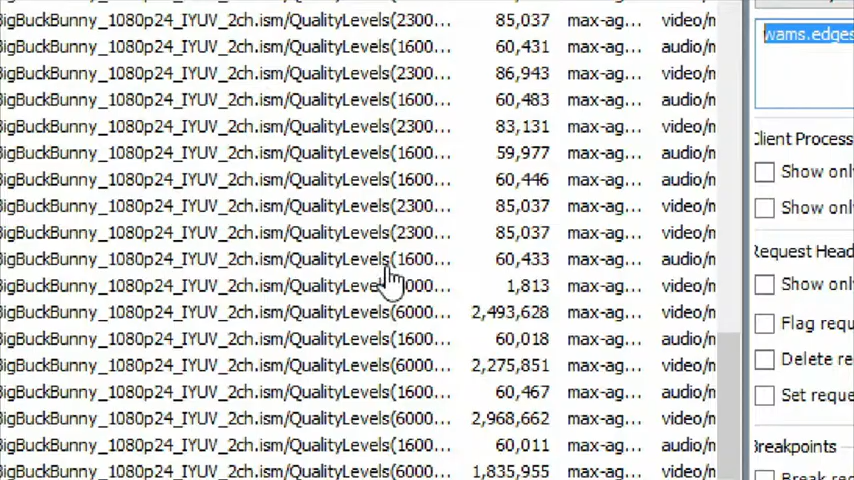 BigBuckBunny_1080p24_IYUV_2ch.ism/QualityLevels(2300... 85,037 max-ag... video/m
BigBuckBunny_1080p24_IYUV_2ch.ism/QualityLevels(1600... 60,431 max-ag... audio/m
BigBuckBunny_1080p24_IYUV_2ch.ism/QualityLevels(2300... 86,943 max-ag... video/m
BigBuckBunny_1080p24_IYUV_2ch.ism/QualityLevels(1600... 60,483 max-ag... audio/m
BigBuckBunny_1080p24_IYUV_2ch.ism/QualityLevels(2300... 83,131 max-ag... video/m
BigBuckBunny_1080p24_IYUV_2ch.ism/QualityLevels(1600... 59,977 max-ag... audio/m
BigBuckBunny_1080p24_IYUV_2ch.ism/QualityLevels(1600... 60,446 max-ag... audio/m
BigBuckBunny_1080p24_IYUV_2ch.ism/QualityLevels(2300... 85,037 max-ag... video/m
BigBuckBunny_1080p24_IYUV_2ch.ism/QualityLevels(2300... 85,037 max-ag... video/m
BigBuckBunny_1080p24_IYUV_2ch.ism/QualityLevels(1600... 60,433 max-ag... audio/m
BigBuckBunny_1080p24_IYUV_2ch.ism/QualityLeve 000... 1,813 max-ag... video/m
BigBuckBunny_1080p24_IYUV_2ch.ism/QualityLevels(6000... 2,493,628 max-ag... video/m
BigBuckBunny_1080p24_IYUV_2ch.ism/QualityLevels(1600... 60,018 max-ag... audio/m
BigBuckBunny_1080p24_IYUV_2ch.ism/QualityLevels(6000... 2,275,851 max-ag... video/m
BigBuckBunny_1080p24_IYUV_2ch.ism/QualityLevels(1600... 60,467 max-ag... audio/m
BigBuckBunny_1080p24_IYUV_2ch.ism/QualityLevels(6000... 2,968,662 max-ag... video/m
BigBuckBunny_1080p24_IYUV_2ch.ism/QualityLevels(1600... 60,011 max-ag... audio/m
BigBuckBunny_1080p24_IYUV_2ch.ism/QualityLevels(6000... 1,835,955 max-ag... video/m
wams.edges
Client Process
Show onl
Show onl
Request Head
Show onl
Flag requ
Delete re
Set reque
Breakpoints
Break re